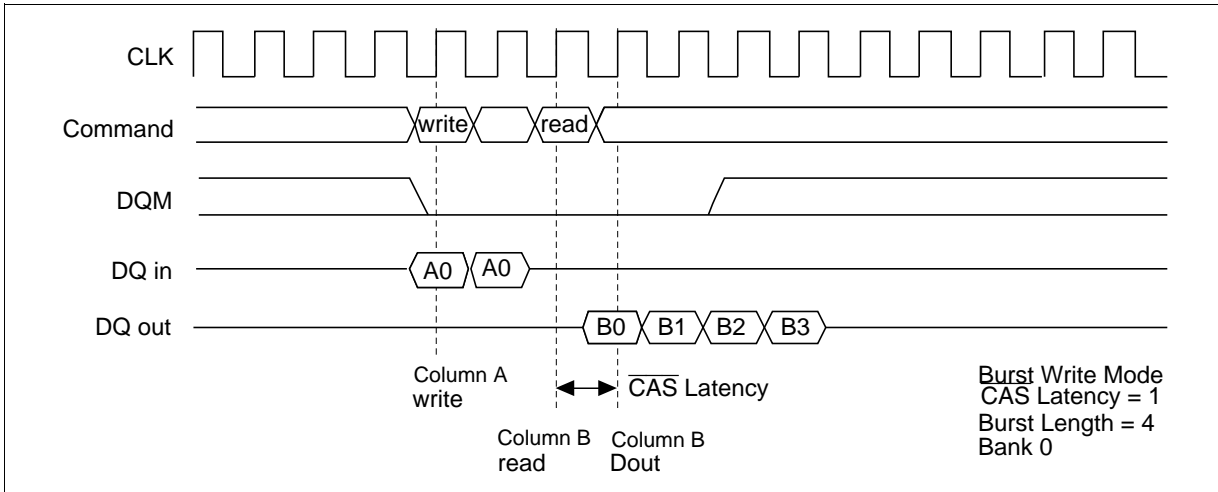 CLK
Command
write
read
DQM
DQ in
A0
A0
DQ out
B0
B1
B2
B3
Column A
write
CAS Latency
Column B
read
Column B
Dout
Burst Write Mode
CAS Latency = 1
Burst Length = 4
Bank 0